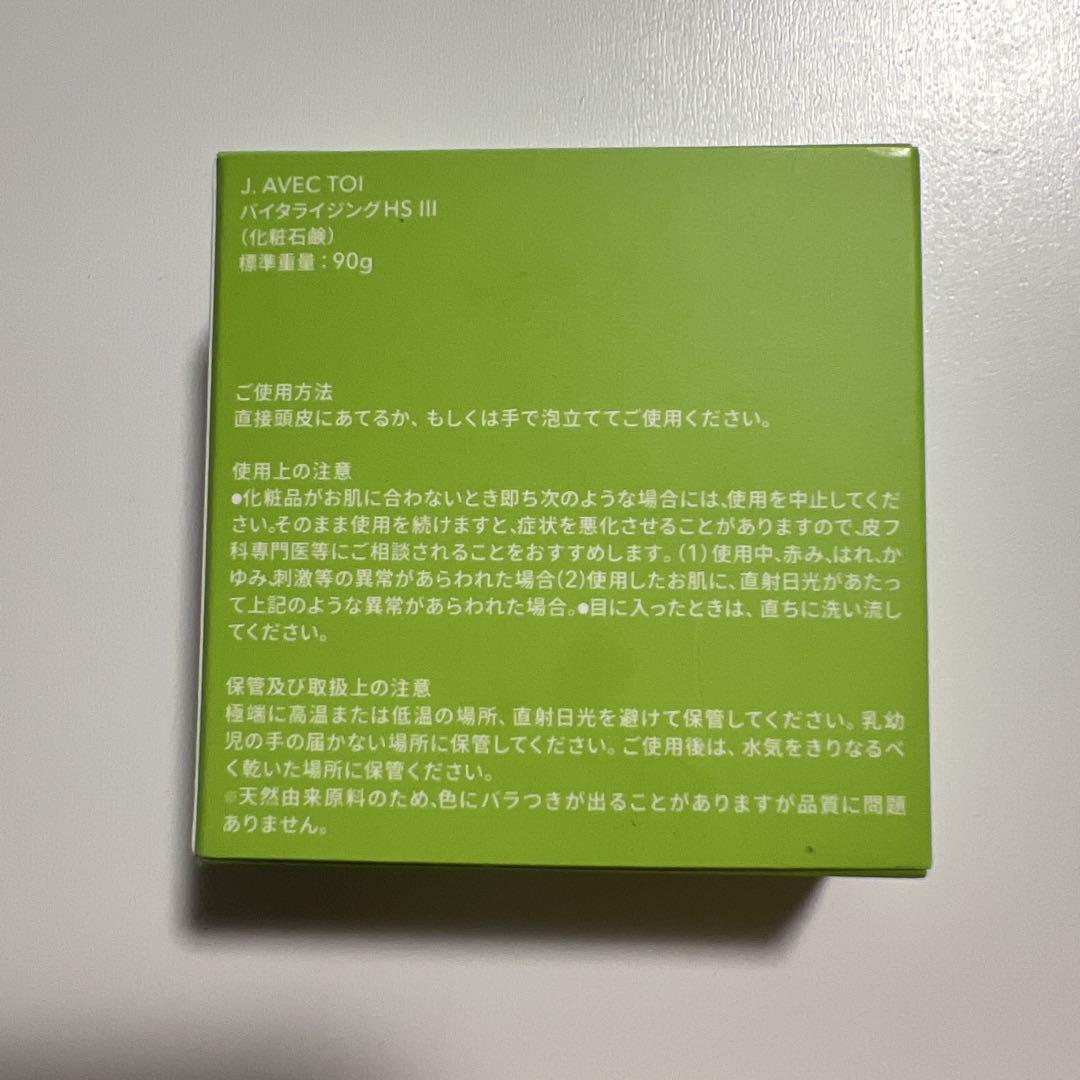 J. AVEC TOI
バイタライジングHS III
(化粧石鹸)
標準重量：90g
ご使用方法
直接頭皮にあてるか、もしくは手で泡立ててご使用ください。
使用上の注意
●化粧品がお肌に合わないとき即ち次のような場合には、使用を中止してくだ
さい。そのまま使用を続けますと、症状を悪化させることがありますので、皮フ
科専門医等にご相談されることをおすすめします。(1)使用中、赤み、はれ、か
ゆみ、刺激等の異常があらわれた場合(2)使用したお肌に、直射日光があたっ
て上記のような異常があらわれた場合。●目に入ったときは、直ちに洗い流し
てください。
保管及び取扱上の注意
極端に高温または低温の場所、直射日光を避けて保管してください。乳幼
児の手の届かない場所に保管してください。ご使用後は、水気をきりなるべ
く乾いた場所に保管ください。
※天然由来原料のため、色にバラつきが出ることがありますが品質に問題
ありません。